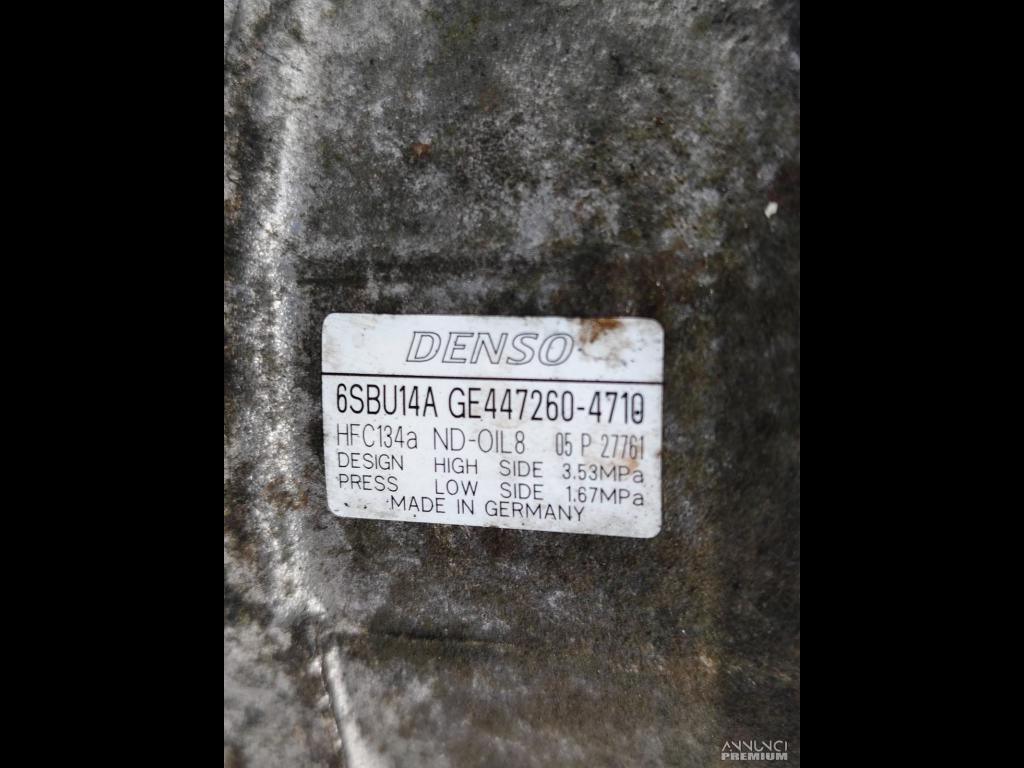 DENSO
6SBU14A GE447260-4710
HFC134a ND-OIL8 05 P 27761
DESIGN HIGH SIDE 3.53MPa
PRESS LOW SIDE 1.67MPa
MADE IN GERMANY
ANNUNCI
PREMIUM